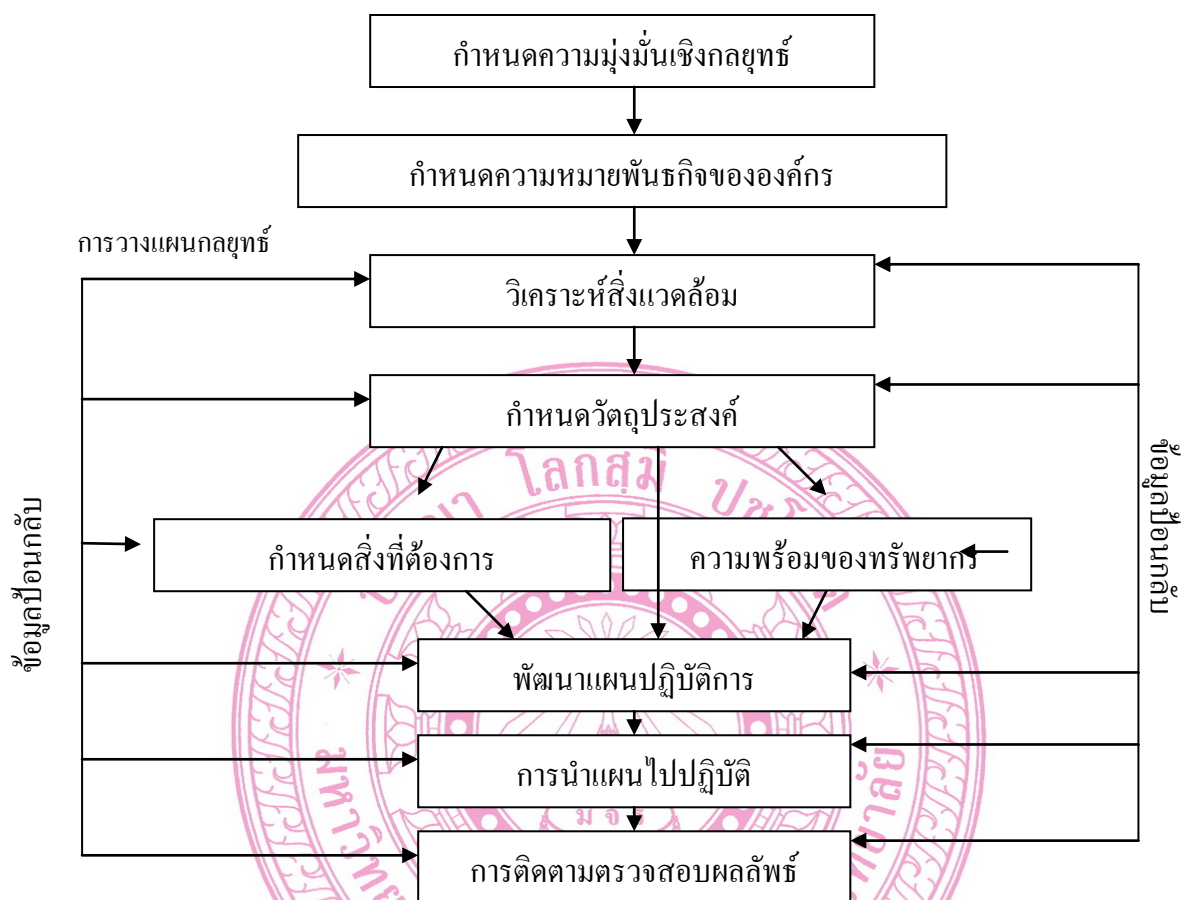 กำหนดความมุ่งมั่นเชิงกลยุทธ์
กำหนดความหมายพันธกิจขององค์กร
การวางแผนกลยุทธ์
วิเคราะห์สิ่งแวดล้อม
กำหนดวัตถุประสงค์
โลกสฺมึ
กำหนดสิ่งที่ต้องการ
ความพร้อมของทรัพยากร
ข้อมูลป้อนกลับ
ข้อมูลป้อนกลับ
พัฒนาแผนปฏิบัติการ
การนำแผนไปปฏิบัติ
การติดตามตรวจสอบผลลัพธ์